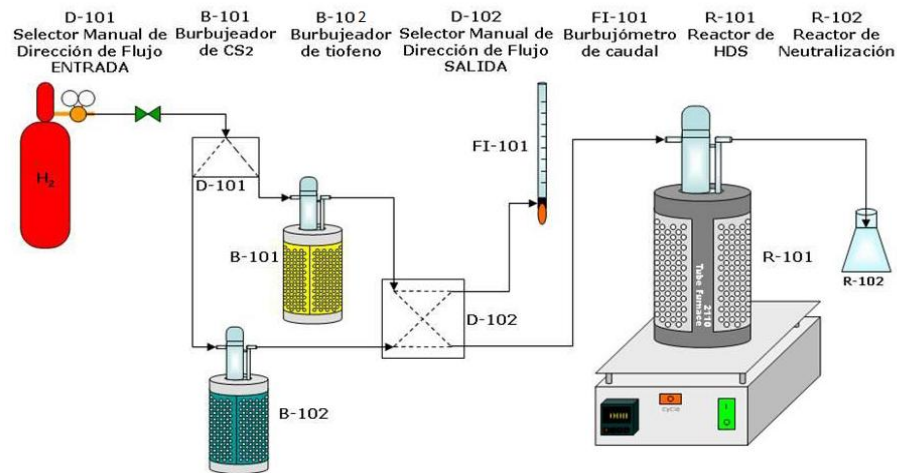 D-101
Selector Manual de
Dirección de Flujo
ENTRADA
B-101
Burbujeador
de CS2
B-102
Burbujeador
de tiofeno
D-102
Selector Manual de
Dirección de Flujo
SALIDA
FI-101
Burbujómetro
de caudal
R-101
Reactor de
HDS
R-102
Reactor de
Neutralización
H2
D-101
FI-101
B-101
D-102
B-102
R-101
Tube Furnace
2110
R-102
cycle